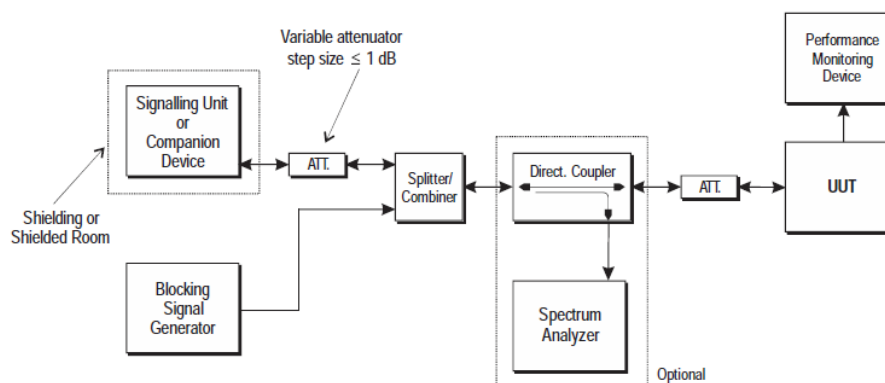 Variable attenuator
step size ≤ 1 dB
Performance
Monitoring
Device
Signalling Unit
or
Companion
Device
ATT.
Splitter/
Combiner
Direct. Coupler
ATT.
UUT
Shielding or
Shielded Room
Blocking
Signal
Generator
Spectrum
Analyzer
Optional